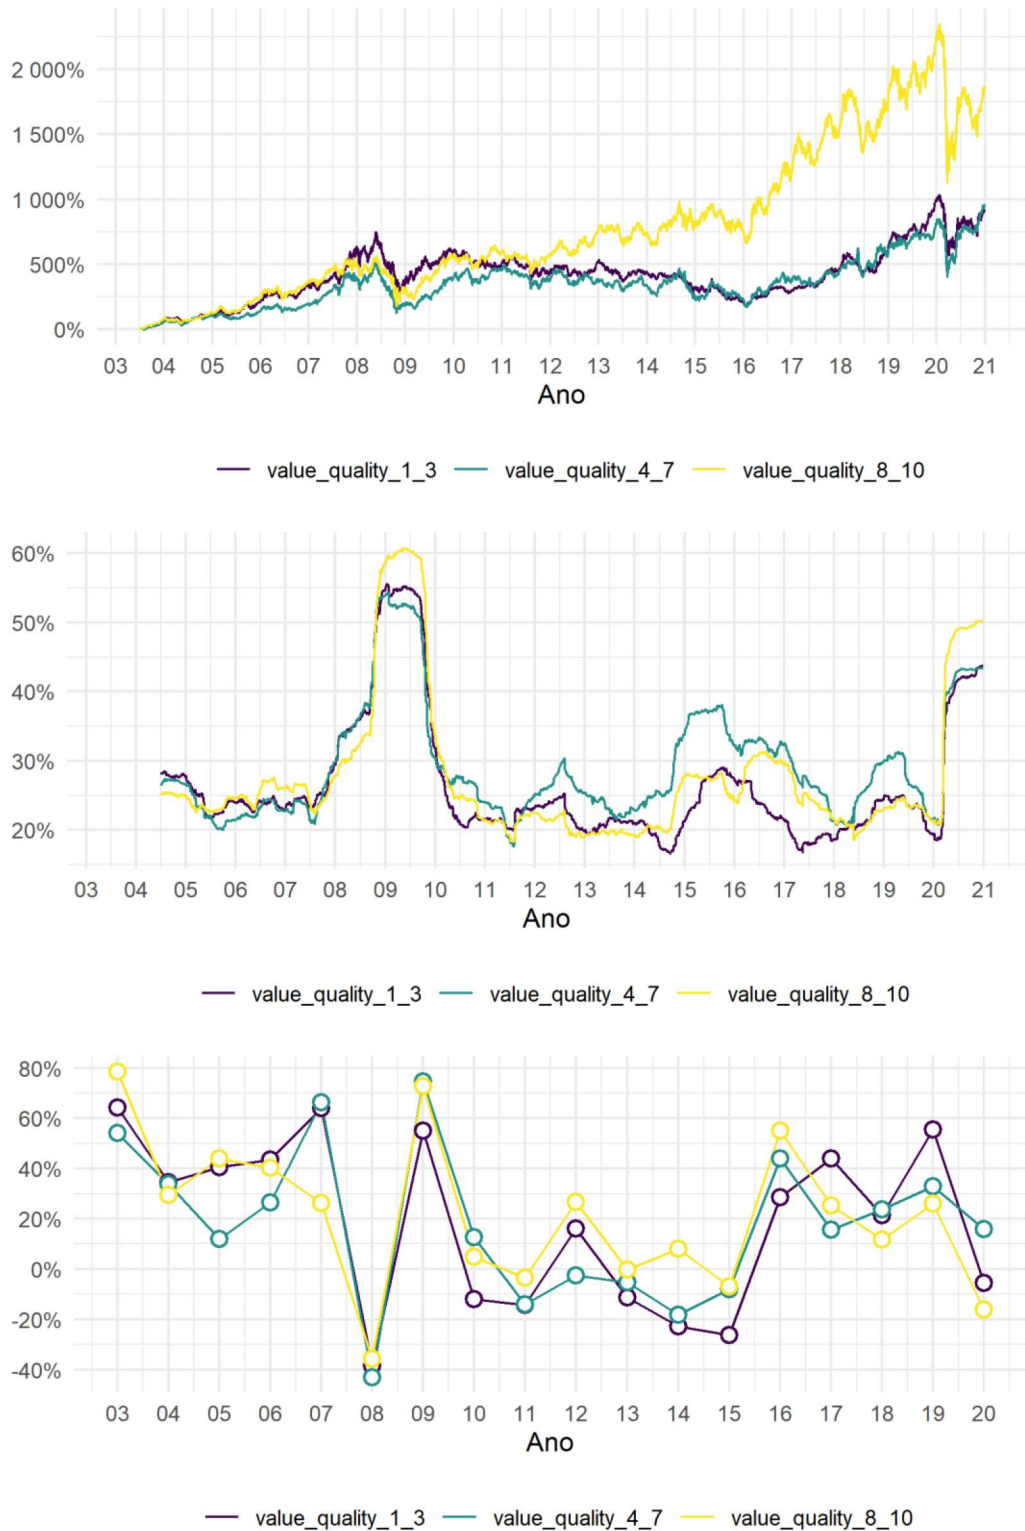 2 000%
1 500%
1 000%
500%
0%
03 04 05 06 07 08 09 10 11 12 13 14 15 16 17 18 19 20 21
Ano
value_quality_1_3 value_quality_4_7 value_quality_8_10
60%
50%
40%
30%
20%
03 04 05 06 07 08 09 10 11 12 13 14 15 16 17 18 19 20 21
Ano
value_quality_1_3 value_quality_4_7 value_quality_8_10
80%
60%
40%
20%
0%
-20%
-40%
03 04 05 06 07 08 09 10 11 12 13 14 15 16 17 18 19 20
Ano
value_quality_1_3 value_quality_4_7 value_quality_8_10